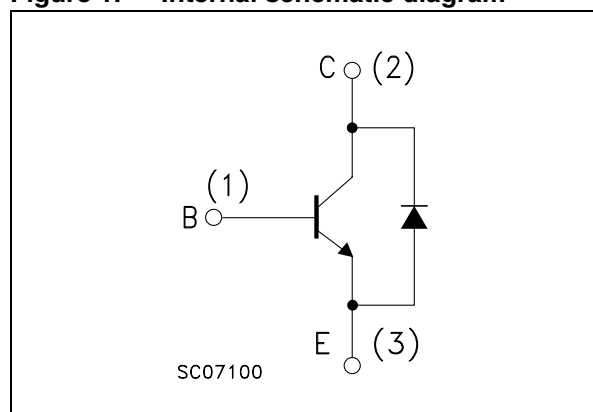 Figure 1. Internal schematic diagram
C (2)
(1)
B
E (3)
SC07100